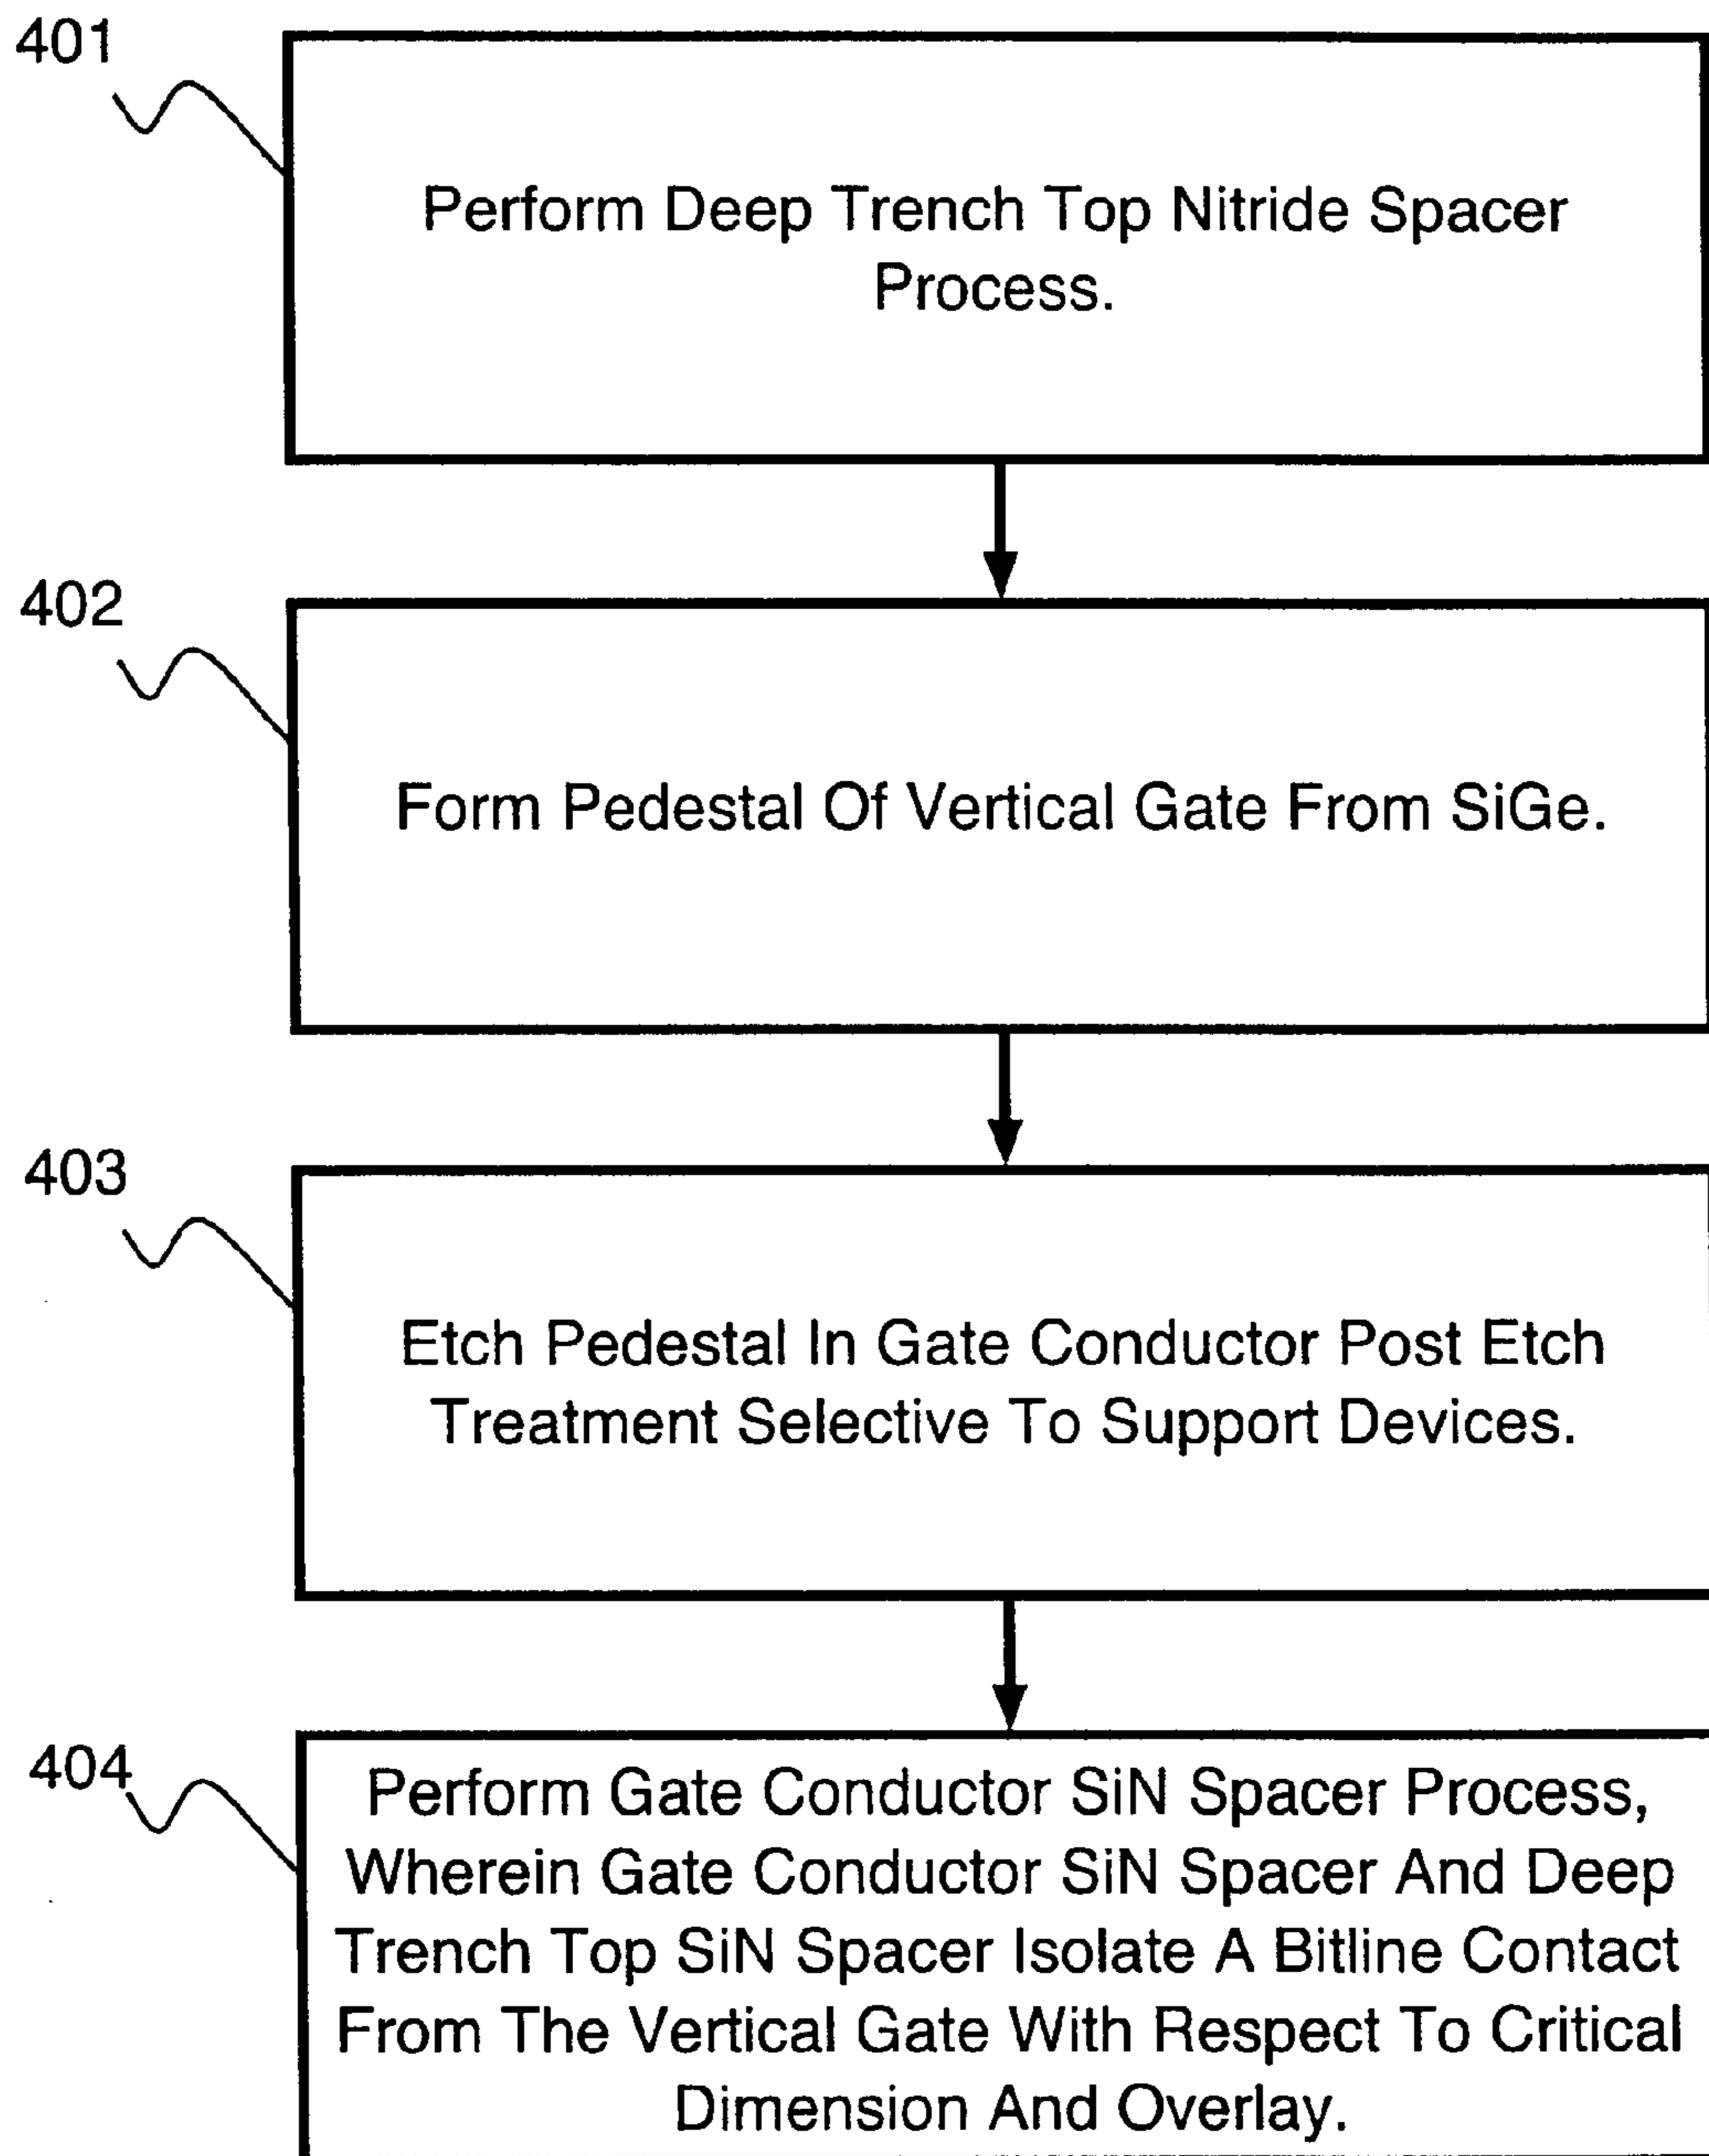 401
Perform Deep Trench Top Nitride Spacer
Process.
402
Form Pedestal Of Vertical Gate From SiGe.
403
Etch Pedestal In Gate Conductor Post Etch
Treatment Selective To Support Devices.
404
Perform Gate Conductor SiN Spacer Process,
Wherein Gate Conductor SiN Spacer And Deep
Trench Top SiN Spacer Isolate A Bitline Contact
From The Vertical Gate With Respect To Critical
Dimension And Overlay.